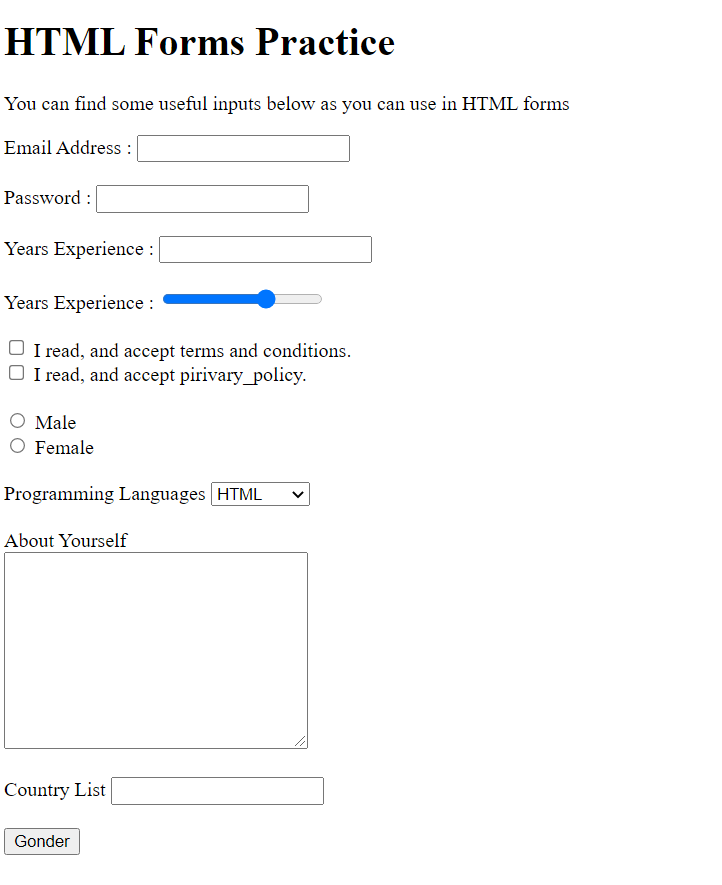 HTML Forms Practice
You can find some useful inputs below as you can use in HTML forms
Email Address :
Password :
Years Experience :
Years Experience :
I read, and accept terms and conditions.
I read, and accept pirivary_policy.
Male
Female
Programming Languages HTML
About Yourself
Country List
Gonder